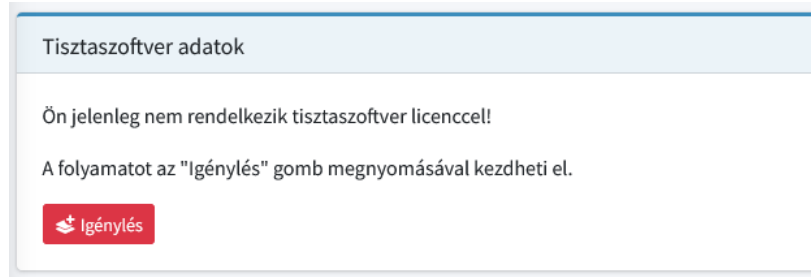 Tisztaszoftver adatok
Ön jelenleg nem rendelkezik tisztaszoftver licenccel!
A folyamatot az "Igénylés" gomb megnyomásával kezdheti el.
Igénylés